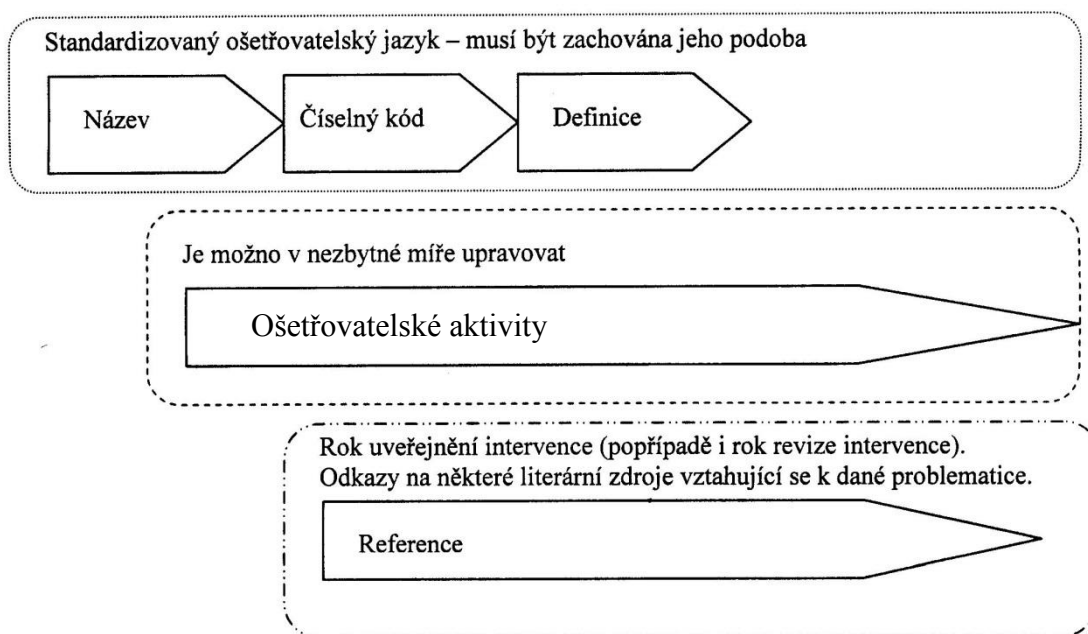 Standardizovaný ošetřovatelský jazyk – musí být zachována jeho podoba
Název
Číselný kód
Definice
Je možno v nezbytné míře upravovat
Ošetřovatelské aktivity
Rok uveřejnění intervence (popřípadě i rok revize intervence).
Odkazy na některé literární zdroje vztahující se k dané problematice.
Reference